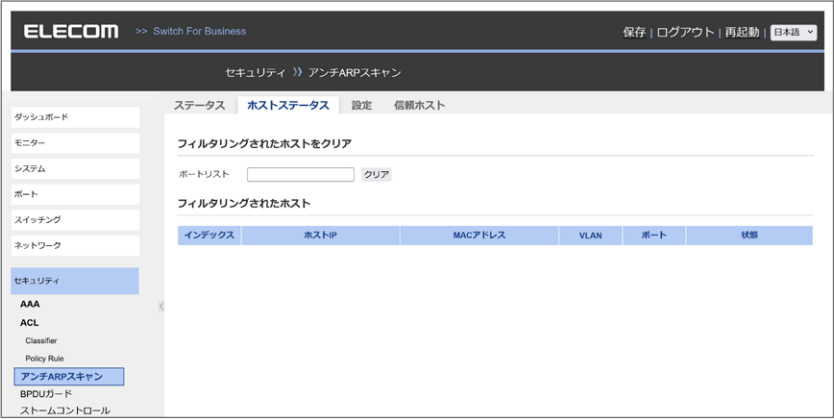 ELECOM >> Switch For Business 保存 | ログアウト | 再起動 | 日本語
セキュリティ 》 アンチARPスキャン
ステータス ホストステータス 設定 信頼ホスト
ダッシュボード
モニター
システム
ポート
スイッチング
ネットワーク
セキュリティ
AAA
ACL
Classifier
Policy Rule
アンチARPスキャン
BPDUガード
ストームコントロール
フィルタリングされたホストをクリア
ポートリスト クリア
フィルタリングされたホスト
インデックス ホストIP MACアドレス VLAN ポート 状態